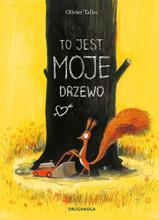 Olivier Tallec
TO JEST
MOJE
DRZEWO
DRUGANOGA